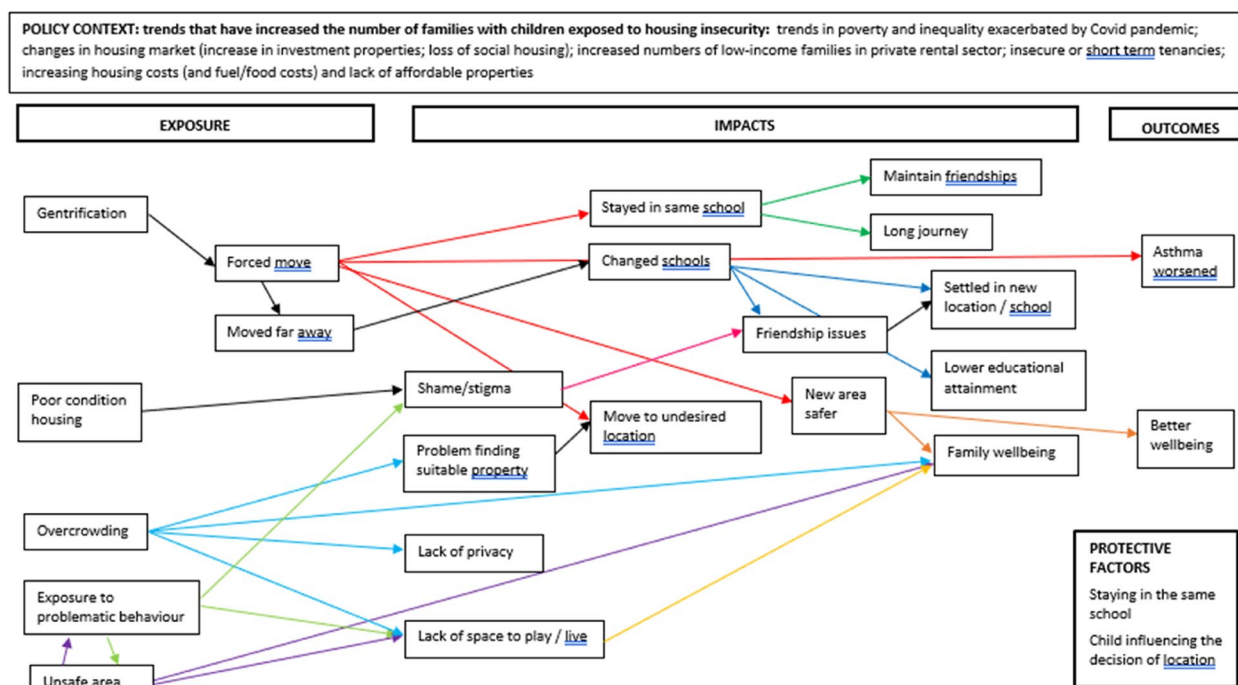 POLICY CONTEXT: trends that have increased the number of families with children exposed to housing insecurity: trends in poverty and inequality exacerbated by Covid pandemic;
changes in housing market (increase in investment properties; loss of social housing); increased numbers of low-income families in private rental sector; insecure or short term tenancies;
increasing housing costs (and fuel/food costs) and lack of affordable properties
EXPOSURE
IMPACTS
OUTCOMES
Gentrification
Forced move
Moved far away
Poor condition
housing
Overcrowding
Exposure to
problematic behaviour
Unsafe area
Shame/stigma
Problem finding
suitable property
Lack of privacy
Lack of space to play / live
Stayed in same school
Changed schools
Move to undesired
location
Maintain friendships
Long journey
Friendship issues
Settled in new
location / school
Lower educational
attainment
New area
safer
Family wellbeing
Asthma
worsened
Better
wellbeing
PROTECTIVE
FACTORS
Staying in the same
school
Child influencing the
decision of location